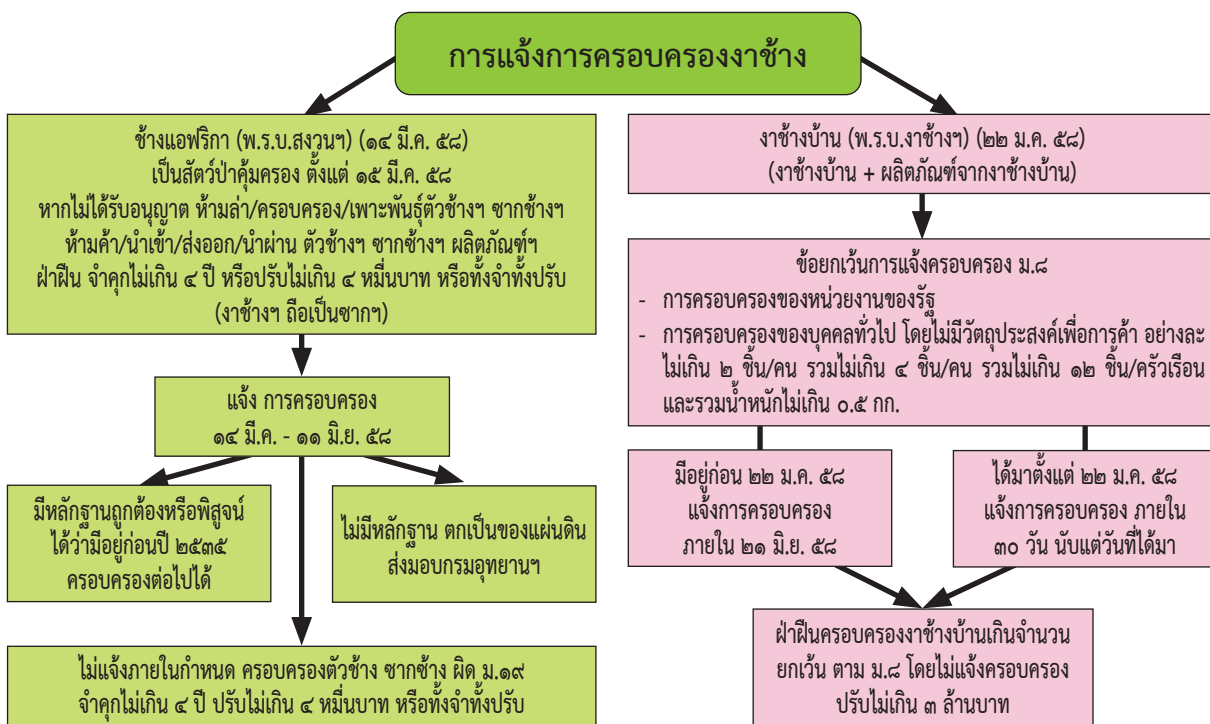 การแจ้งการครอบครองงาช้าง
ช้างแอฟริกา (พ.ร.บ.สงวนฯ) (๑๔ มี.ค. ๕๘)
เป็นสัตว์ป่าคุ้มครอง ตั้งแต่ ๑๕ มี.ค. ๕๘
หากไม่ได้รับอนุญาต ห้ามล่า/ครอบครอง/เพาะพันธุ์ตัวช้างฯ ซากช้างฯ
ห้ามค้า/นำเข้า/ส่งออก/นำผ่าน ตัวช้างฯ ซากช้างฯ ผลิตภัณฑ์ฯ
ฝ่าฝืน จำคุกไม่เกิน ๔ ปี หรือปรับไม่เกิน ๔ หมื่นบาท หรือทั้งจำทั้งปรับ
(งาช้างฯ ถือเป็นซากฯ)
แจ้ง การครอบครอง
๑๔ มี.ค. - ๑๑ มิ.ย. ๕๘
มีหลักฐานถูกต้องหรือพิสูจน์
ได้ว่ามีอยู่ก่อนปี ๒๕๓๕
ครอบครองต่อไปได้
ไม่มีหลักฐาน ตกเป็นของแผ่นดิน
ส่งมอบกรมอุทยานฯ
ไม่แจ้งภายในกำหนด ครอบครองตัวช้าง ซากช้าง ผิด ม.๑๙
จำคุกไม่เกิน ๔ ปี ปรับไม่เกิน ๔ หมื่นบาท หรือทั้งจำทั้งปรับ
งาช้างบ้าน (พ.ร.บ.งาช้างฯ) (๒๒ ม.ค. ๕๘)
(งาช้างบ้าน + ผลิตภัณฑ์จากงาช้างบ้าน)
ข้อยกเว้นการแจ้งครอบครอง ม.๘
- การครอบครองของหน่วยงานของรัฐ
- การครอบครองของบุคคลทั่วไป โดยไม่มีวัตถุประสงค์เพื่อการค้า อย่างละ
ไม่เกิน ๒ ชิ้น/คน รวมไม่เกิน ๔ ชิ้น/คน รวมไม่เกิน ๑๒ ชิ้น/ครัวเรือน
และรวมน้ำหนักไม่เกิน ๐.๕ กก.
มีอยู่ก่อน ๒๒ ม.ค. ๕๘
แจ้งการครอบครอง
ภายใน ๒๑ มิ.ย. ๕๘
ได้มาตั้งแต่ ๒๒ ม.ค. ๕๘
แจ้งการครอบครอง ภายใน
๓๐ วัน นับแต่วันที่ได้มา
ฝ่าฝืนครอบครองงาช้างบ้านเกินจำนวน
ยกเว้น ตาม ม.๘ โดยไม่แจ้งครอบครอง
ปรับไม่เกิน ๓ ล้านบาท